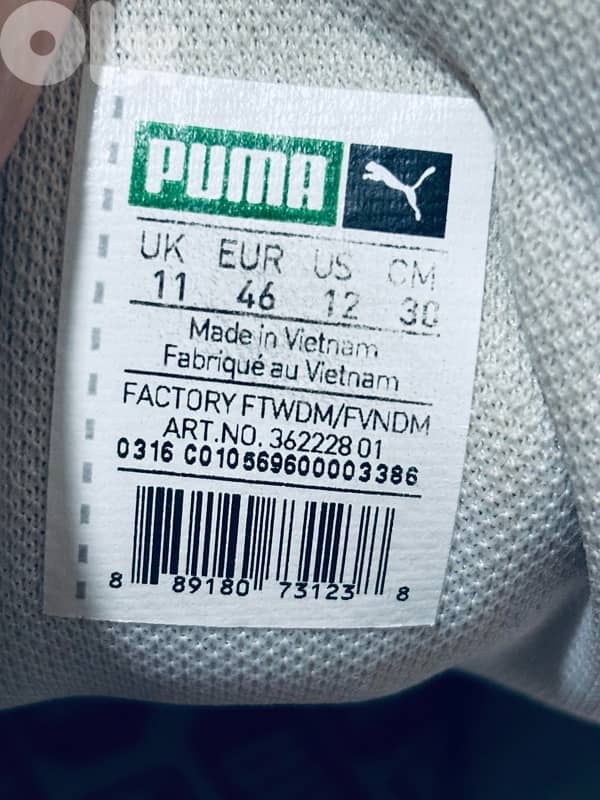 PUMA
UK EUR US CM
11 46 12 30
Made in Vietnam
Fabriqué au Vietnam
FACTORY FTWDM/FVNDM
ART.NO. 362228 01
0316 C010569600003386
8 89180 73123 8